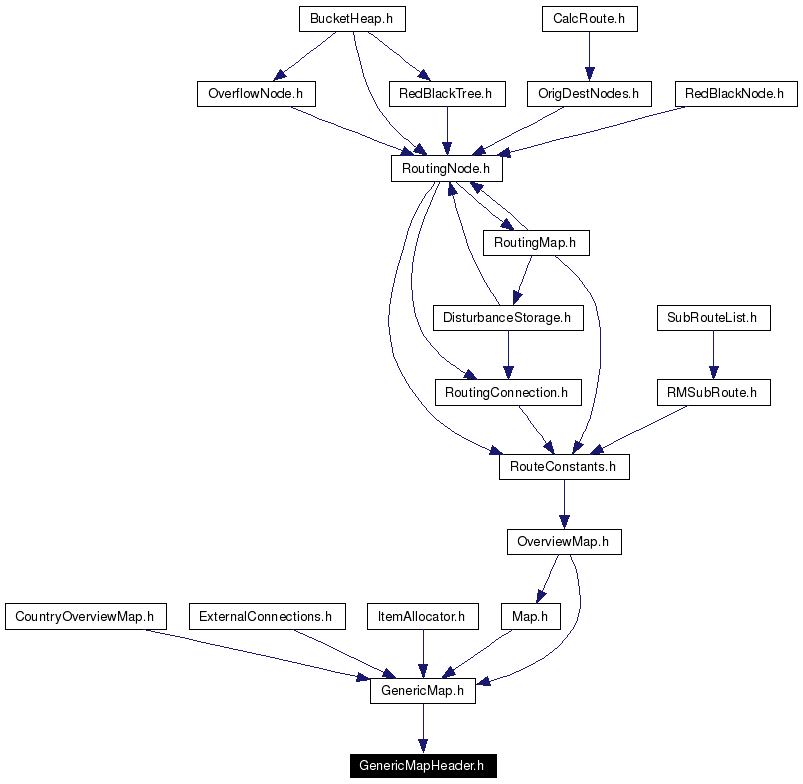 BucketHeap.h
CalcRoute.h
OverflowNode.h
RedBlackTree.h
OrigDestNodes.h
RedBlackNode.h
RoutingNode.h
RoutingMap.h
DisturbanceStorage.h
SubRouteList.h
RoutingConnection.h
RMSubRoute.h
RouteConstants.h
OverviewMap.h
CountryOverviewMap.h
ExternalConnections.h
ItemAllocator.h
Map.h
GenericMap.h
GenericMapHeader.h